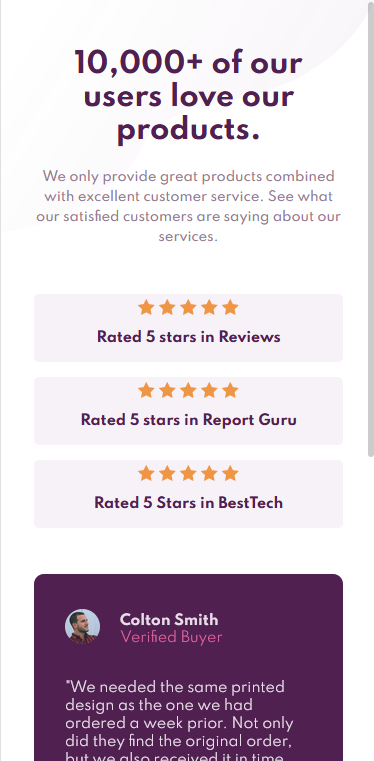 10,000+ of our
users love our
products.
We only provide great products combined
with excellent customer service. See what
our satisfied customers are saying about our
services.
Rated 5 stars in Reviews
Rated 5 stars in Report Guru
Rated 5 Stars in BestTech
Colton Smith
Verified Buyer
"We needed the same printed
design as the one we had
ordered a week prior. Not only
did they find the original order,
but we also received it in time.